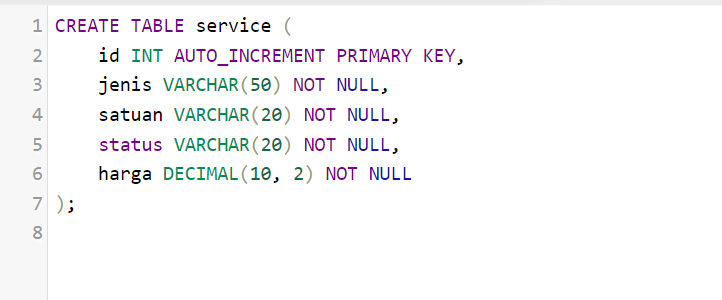 1 CREATE TABLE service (
2     id INT AUTO_INCREMENT PRIMARY KEY,
3     jenis VARCHAR(50) NOT NULL,
4     satuan VARCHAR(20) NOT NULL,
5     status VARCHAR(20) NOT NULL,
6     harga DECIMAL(10, 2) NOT NULL
7 );
8